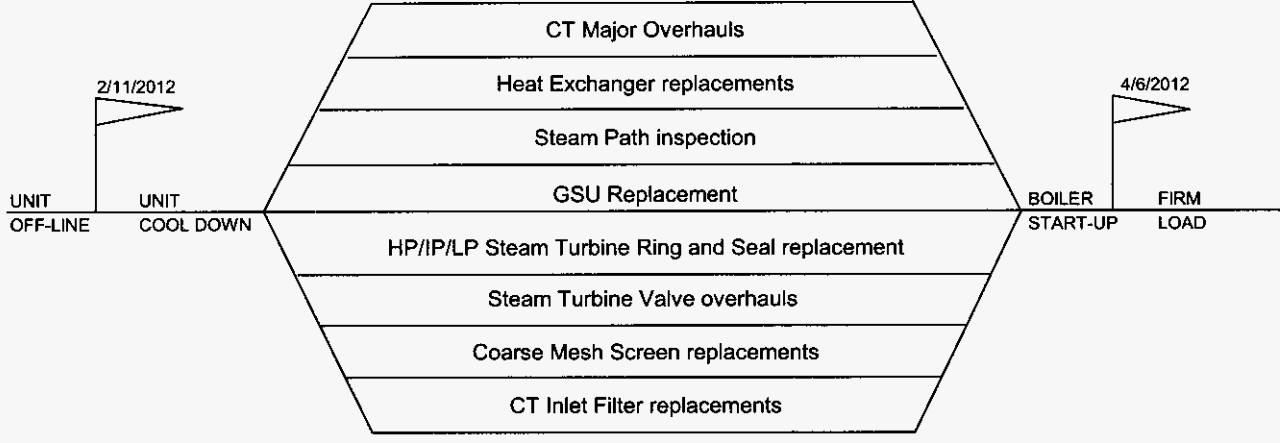 CT Major Overhauls
2/11/2012
Heat Exchanger replacements
4/6/2012
Steam Path inspection
UNIT UNIT GSU Replacement BOILER FIRM
OFF-LINE COOL DOWN START-UP LOAD
HP/IP/LP Steam Turbine Ring and Seal replacement
Steam Turbine Valve overhauls
Coarse Mesh Screen replacements
CT Inlet Filter replacements